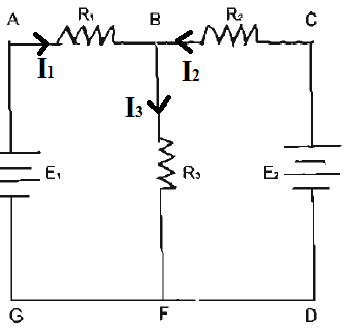 A R₁ B R₂ C
I₁ I₂
I₃
E₁ R₃ E₂
G F D